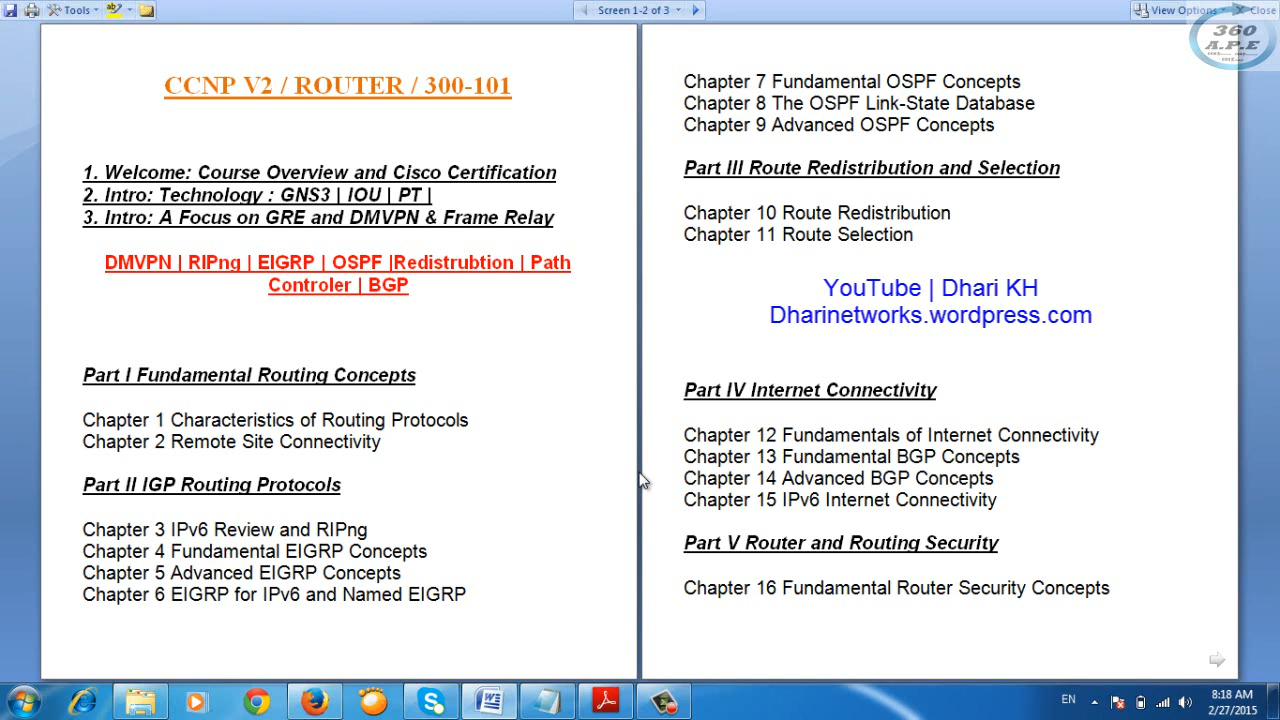 Tools
Screen 1-2 of 3
View Options
Close
360
A.P.E
CCNP V2 / ROUTER / 300-101
1. Welcome: Course Overview and Cisco Certification
2. Intro: Technology : GNS3 | IOU | PT |
3. Intro: A Focus on GRE and DMVPN & Frame Relay
DMVPN | RIPng | EIGRP | OSPF |Redistrubtion | Path
Controler | BGP
Part I Fundamental Routing Concepts
Chapter 1 Characteristics of Routing Protocols
Chapter 2 Remote Site Connectivity
Part II IGP Routing Protocols
Chapter 3 IPv6 Review and RIPng
Chapter 4 Fundamental EIGRP Concepts
Chapter 5 Advanced EIGRP Concepts
Chapter 6 EIGRP for IPv6 and Named EIGRP
Chapter 7 Fundamental OSPF Concepts
Chapter 8 The OSPF Link-State Database
Chapter 9 Advanced OSPF Concepts
Part III Route Redistribution and Selection
Chapter 10 Route Redistribution
Chapter 11 Route Selection
YouTube | Dhari KH
Dharinetworks.wordpress.com
Part IV Internet Connectivity
Chapter 12 Fundamentals of Internet Connectivity
Chapter 13 Fundamental BGP Concepts
Chapter 14 Advanced BGP Concepts
Chapter 15 IPv6 Internet Connectivity
Part V Router and Routing Security
Chapter 16 Fundamental Router Security Concepts
EN
8:18 AM
2/27/2015